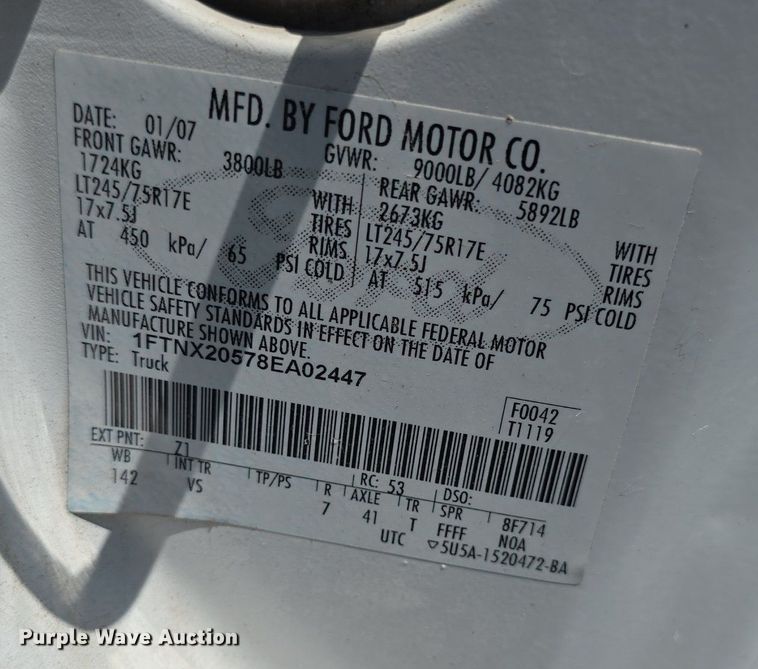 MFD. BY FORD MOTOR CO.
DATE: 01/07 GVWR: 9000LB/ 4082KG
FRONT GAWR: 3800LB REAR GAWR: 5892LB
1724KG WITH 2673KG WITH
LT245/75R17E TIRES LT245/75R17E TIRES
17x7.5J RIMS 17x7.5J RIMS
AT 450 kPa/ 65 PSI COLD AT 515 kPa/ 75 PSI COLD
THIS VEHICLE CONFORMS TO ALL APPLICABLE FEDERAL MOTOR
VEHICLE SAFETY STANDARDS IN EFFECT ON THE DATE OF
MANUFACTURE SHOWN ABOVE.
VIN: 1FTNX20578EA02447
TYPE: Truck
F0042
T1119
EXT PNT: Z1 RC: 53 DSO:
WB INT TR TP/PS R AXLE TR SPR 8F714
142 VS 7 41 T FFFF NOA
UTC ▽5U5A-1520472-BA
Purple Wave Auction